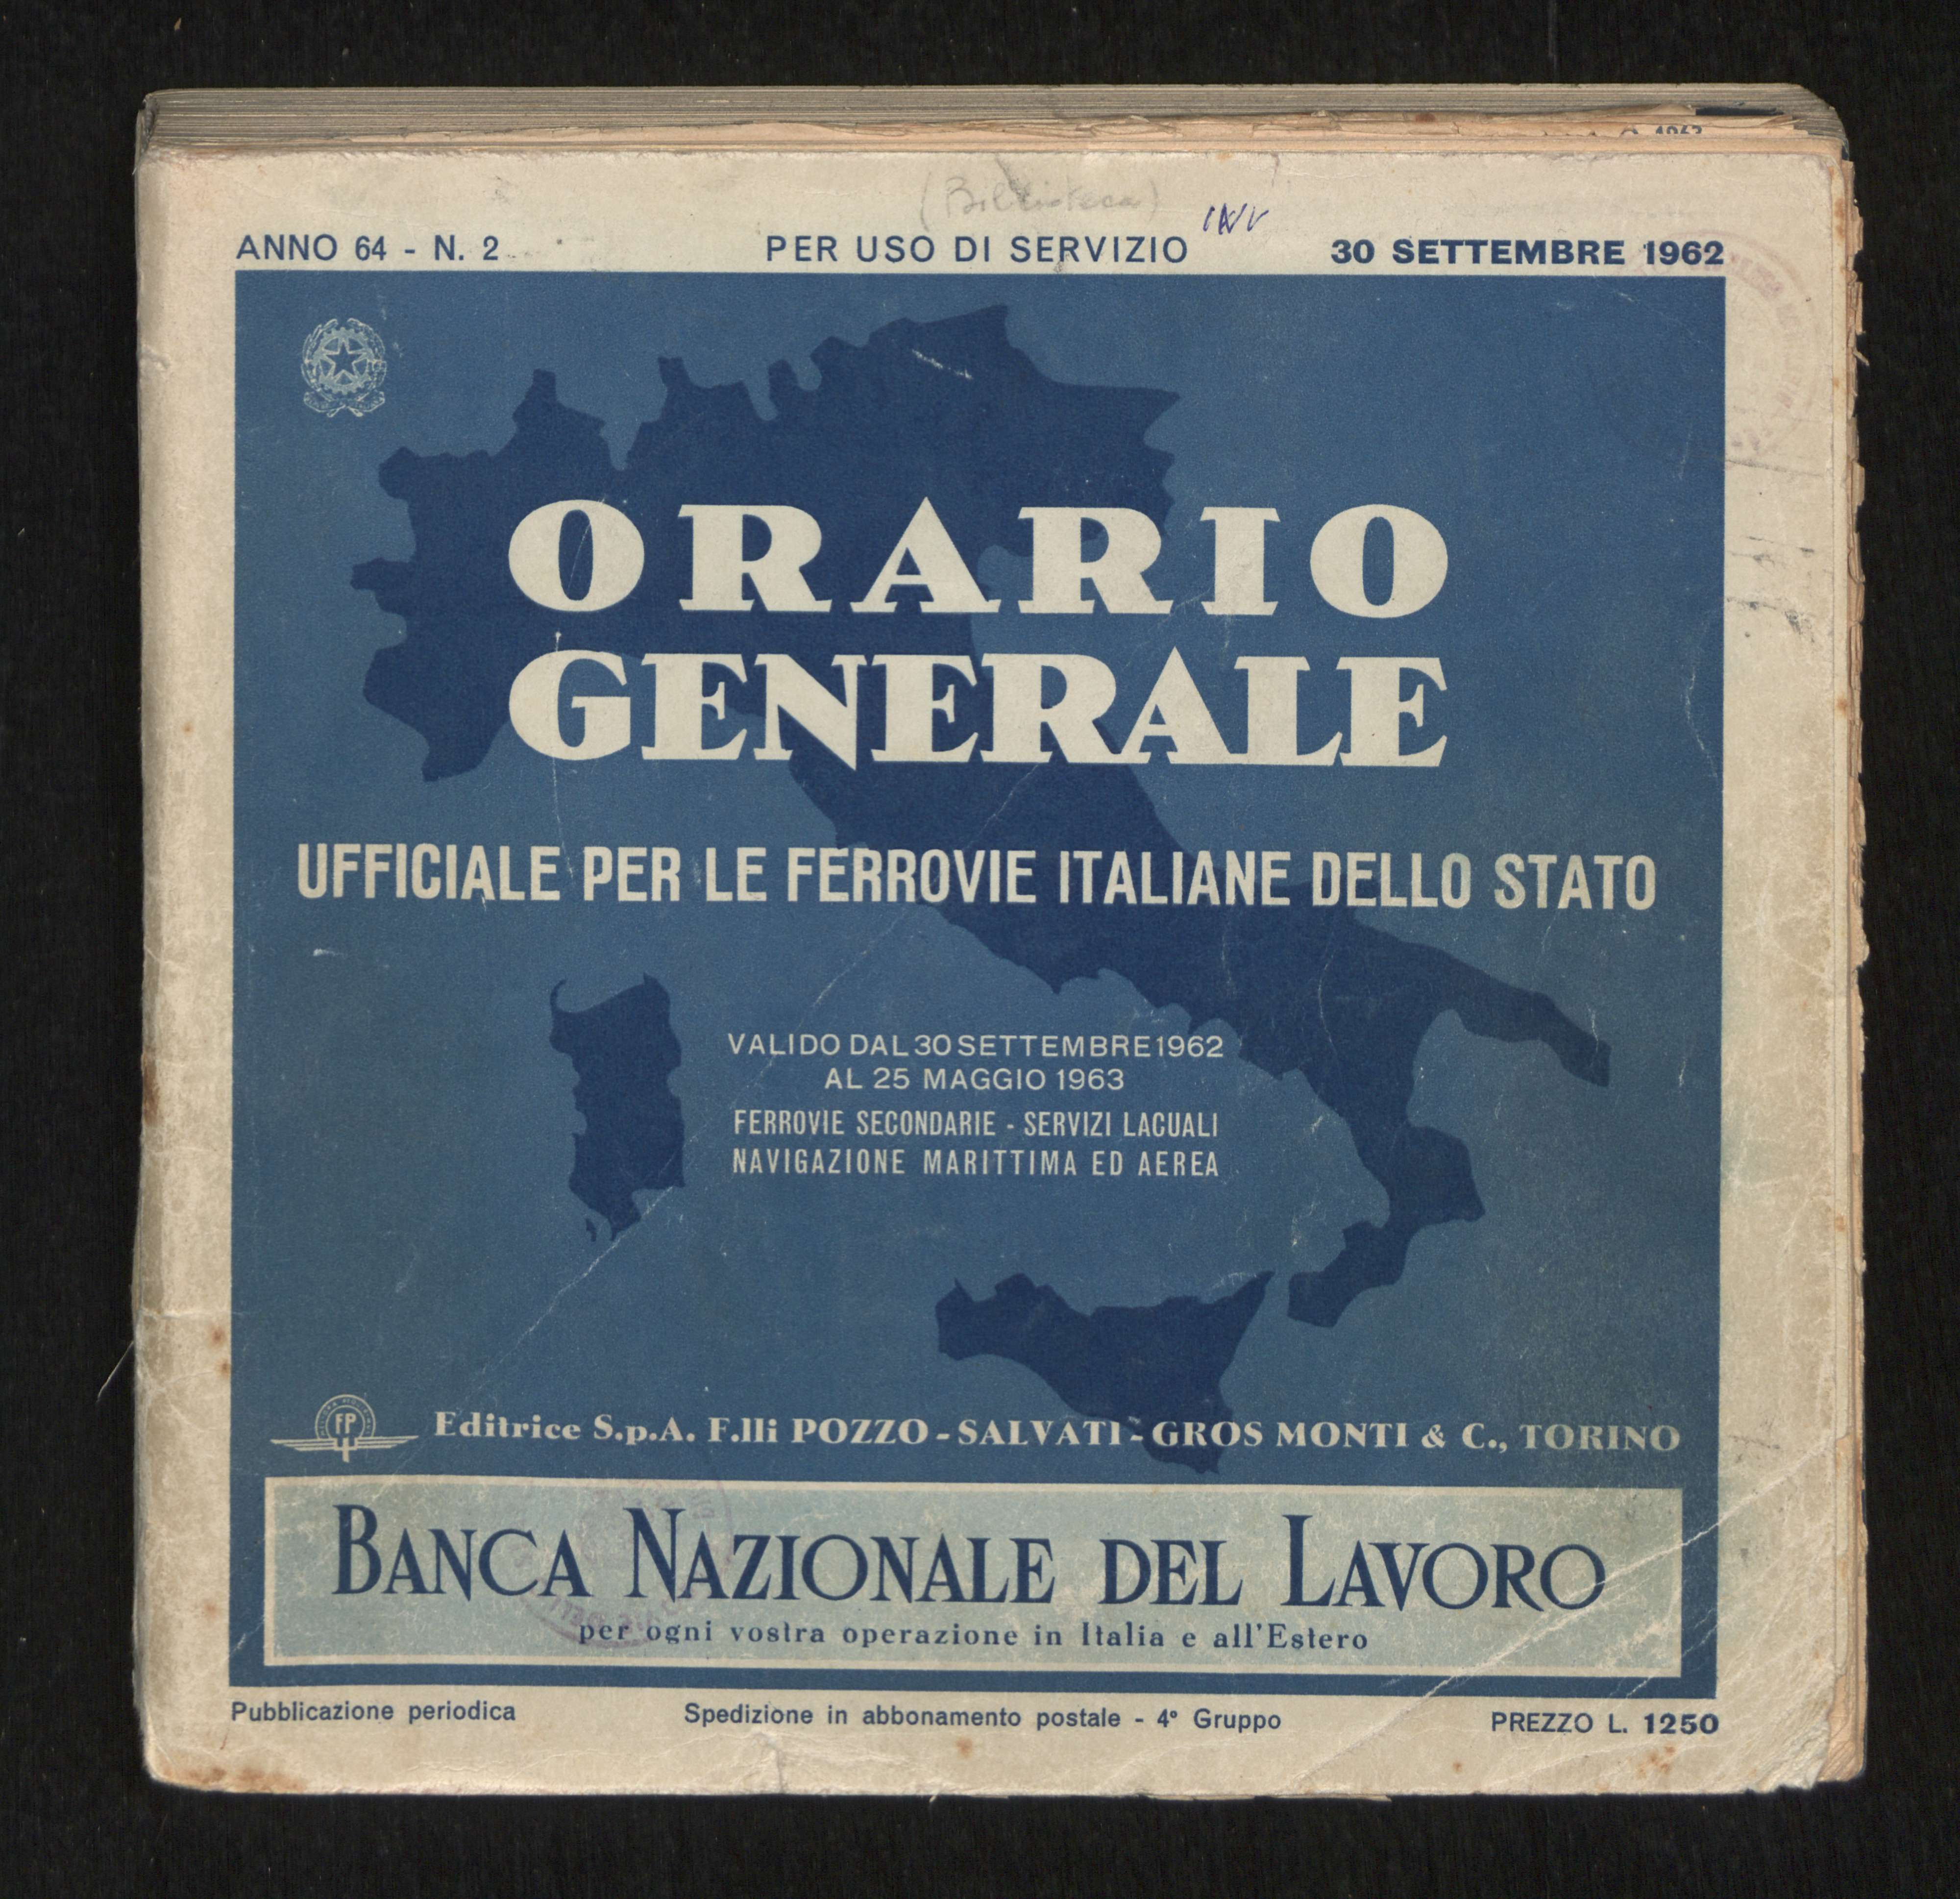 (Biblioteca)
INV
ANNO 64 - N. 2
PER USO DI SERVIZIO
30 SETTEMBRE 1962
ORARIO
GENERALE
UFFICIALE PER LE FERROVIE ITALIANE DELLO STATO
VALIDO DAL 30 SETTEMBRE 1962
AL 25 MAGGIO 1963
FERROVIE SECONDARIE - SERVIZI LACUALI
NAVIGAZIONE MARITTIMA ED AEREA
FP
Editrice S.p.A. F.lli POZZO - SALVATI - GROS MONTI & C., TORINO
BANCA NAZIONALE DEL LAVORO
per ogni vostra operazione in Italia e all'Estero
Pubblicazione periodica
Spedizione in abbonamento postale - 4° Gruppo
PREZZO L. 1250